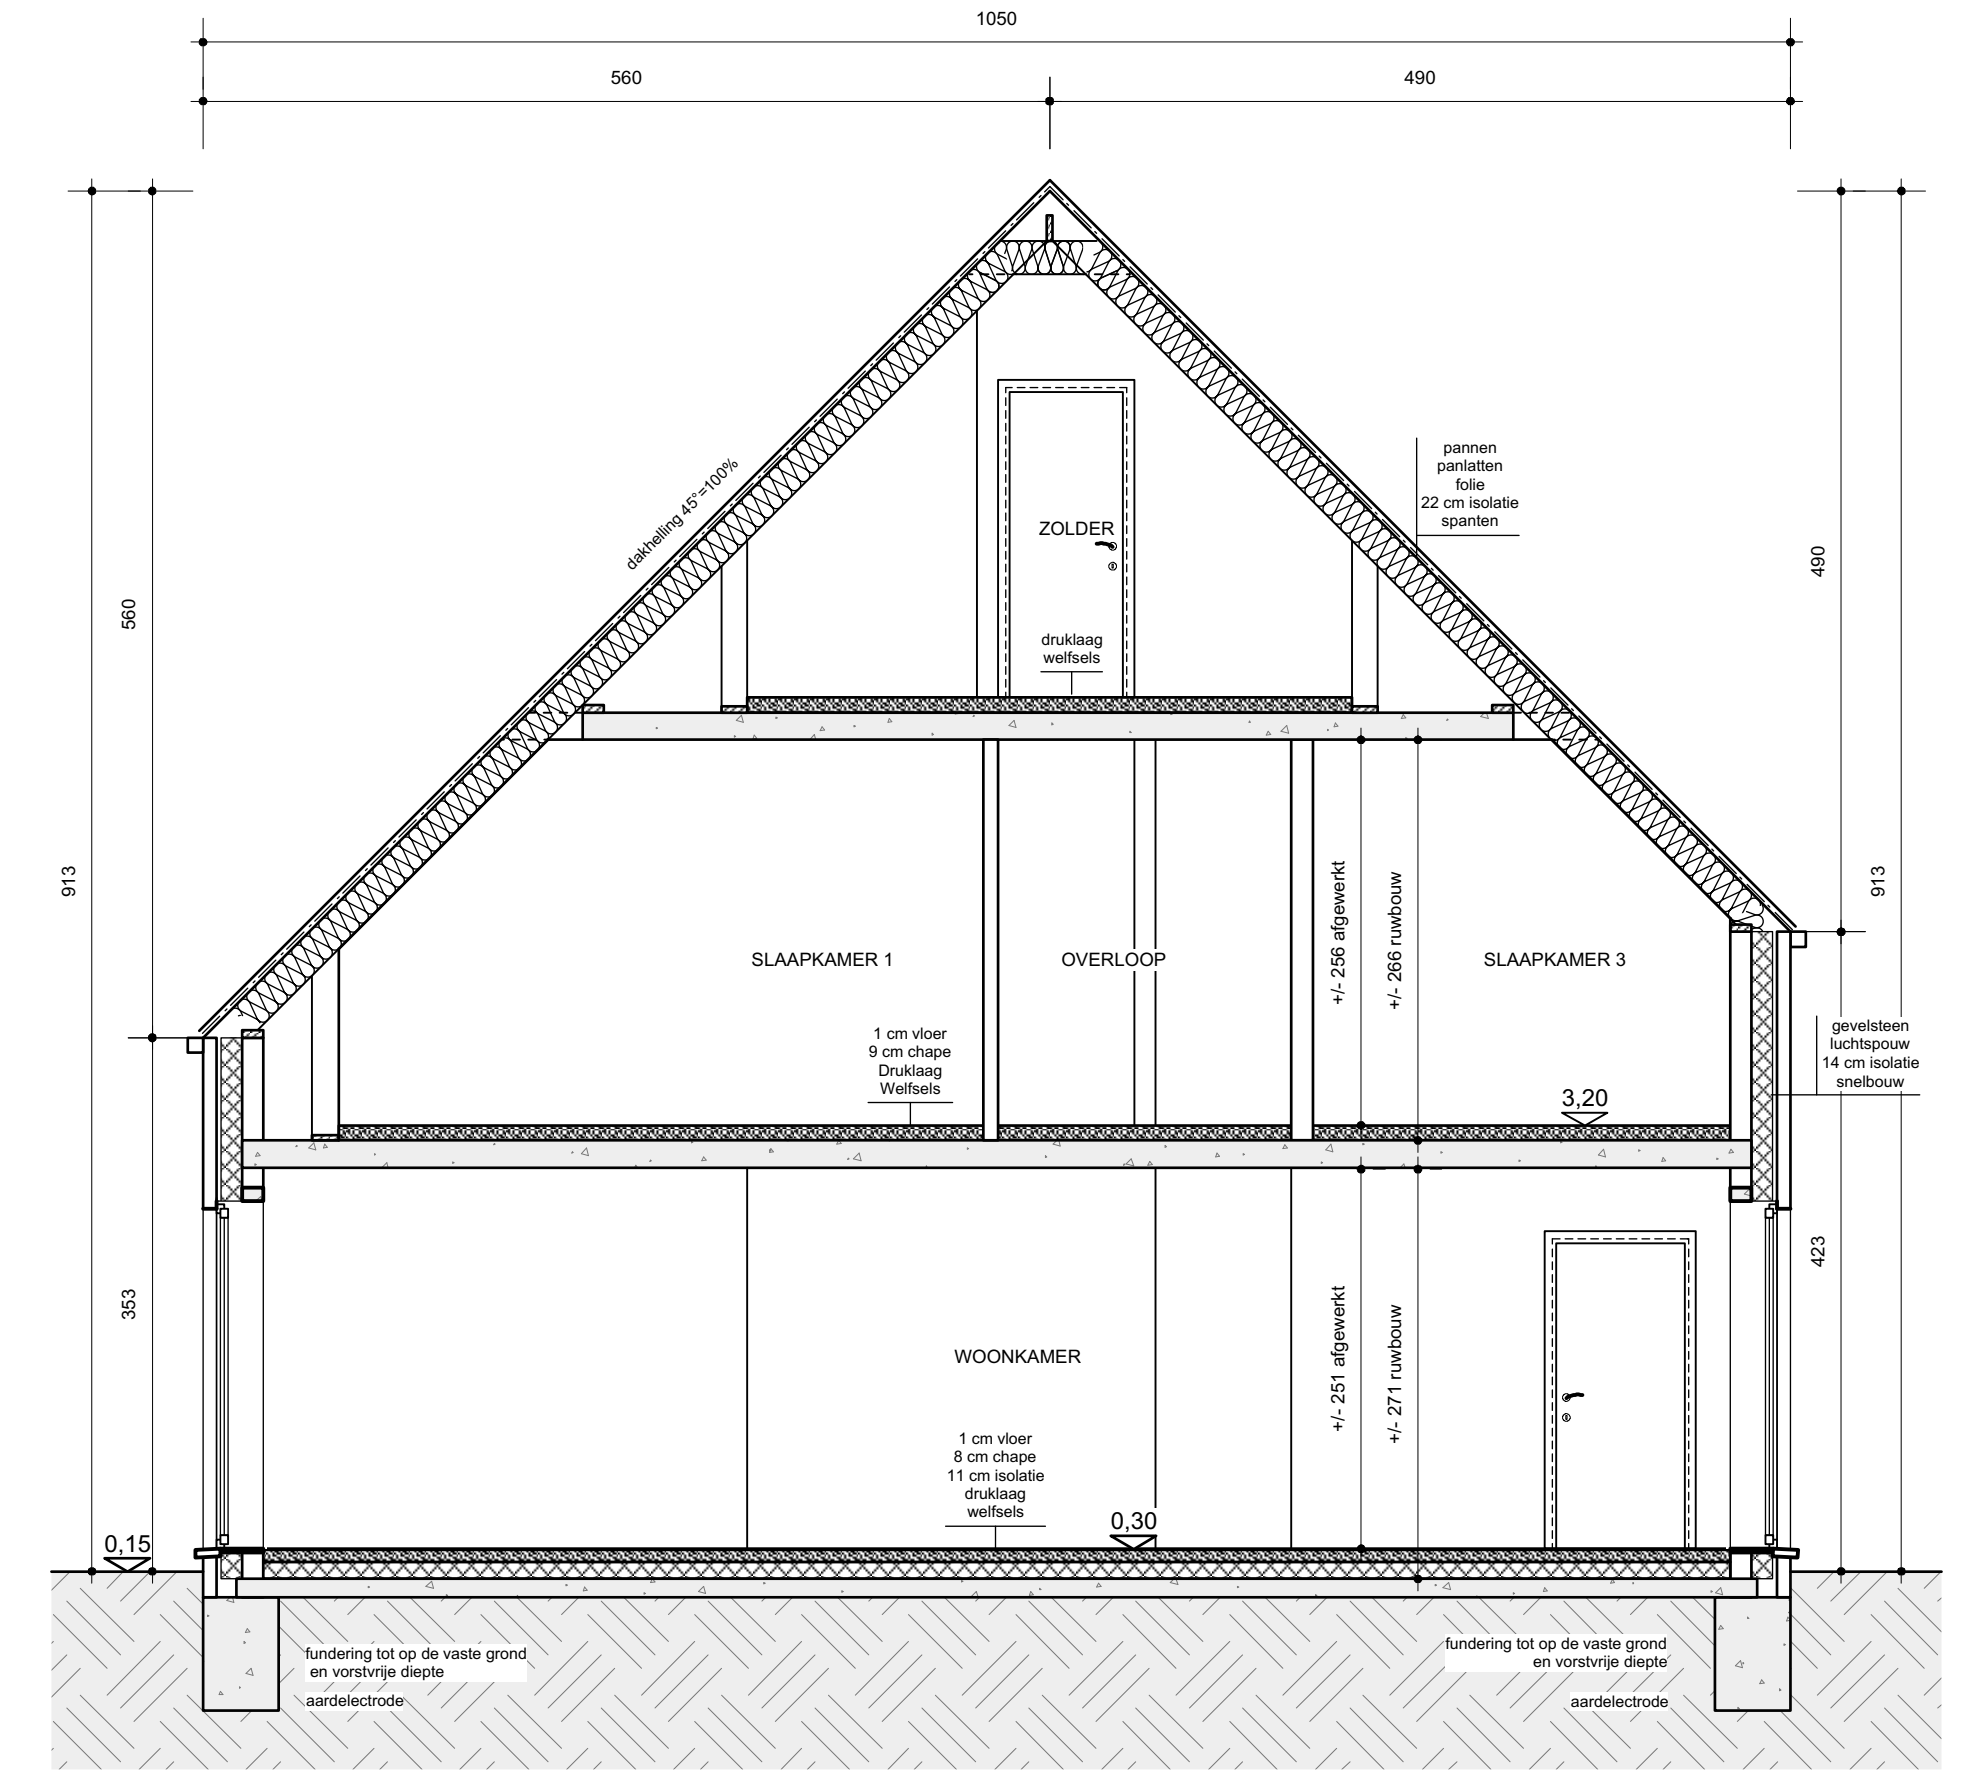 1050
560
490
dakhelling 45°=100%
pannen
panlatten
folie
22 cm isolatie
spanten
ZOLDER
druklaag
welfsels
560
490
913
913
SLAAPKAMER 1
OVERLOOP
+/- 256 afgewerkt
+/- 266 ruwbouw
SLAAPKAMER 3
1 cm vloer
9 cm chape
Druklaag
Welfsels
gevelsteen
luchtspouw
14 cm isolatie
snelbouw
3,20
353
423
WOONKAMER
+/- 251 afgewerkt
+/- 271 ruwbouw
1 cm vloer
8 cm chape
11 cm isolatie
druklaag
welfsels
0,30
0,15
fundering tot op de vaste grond
en vorstvrije diepte
aardelectrode
fundering tot op de vaste grond
en vorstvrije diepte
aardelectrode